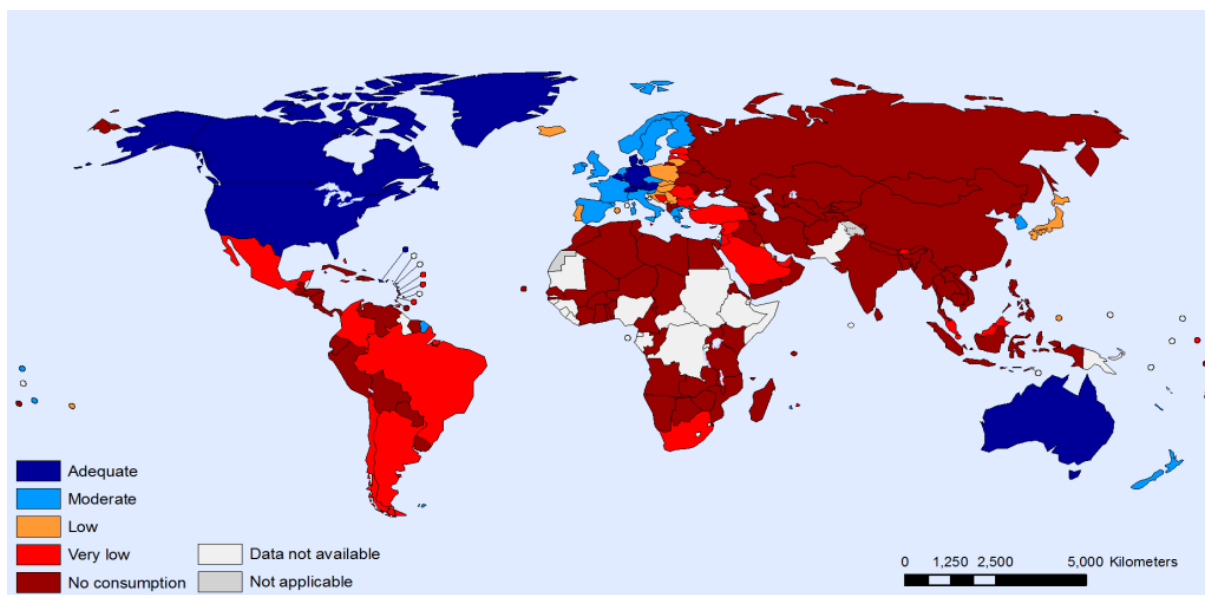 Adequate
Moderate
Low
Very low
No consumption
Data not available
Not applicable
0 1,250 2,500 5,000 Kilometers